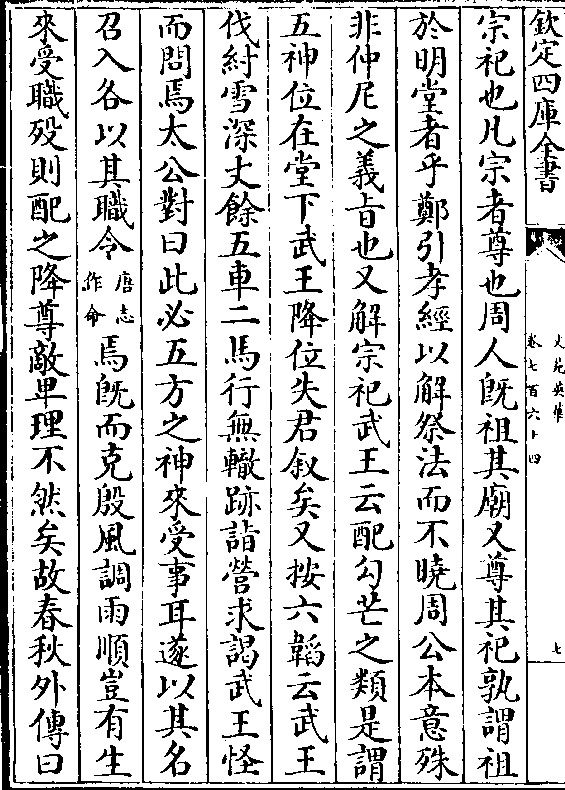 欽定四庫全書
文苑英華
卷七百六十四
七
宗祀也凡宗者尊也周人既祖其廟又尊其祀孰謂祖
於明堂者乎鄭引孝經以解祭法而不曉周公本意殊
非仲尼之義旨也又解宗祀武王云配勾芒之類是謂
五神位在堂下武王降位失君叙矣又按六韜云武王
伐紂雪深丈餘五車二馬行無轍跡詣營求謁武王怪
而問焉太公對曰此必五方之神來受事耳遂以其名
召入各以其職令唐志作命焉旣而克殷風調雨順豈有生
來受職殁則配之降尊敵卑理不然矣故春秋外傳曰